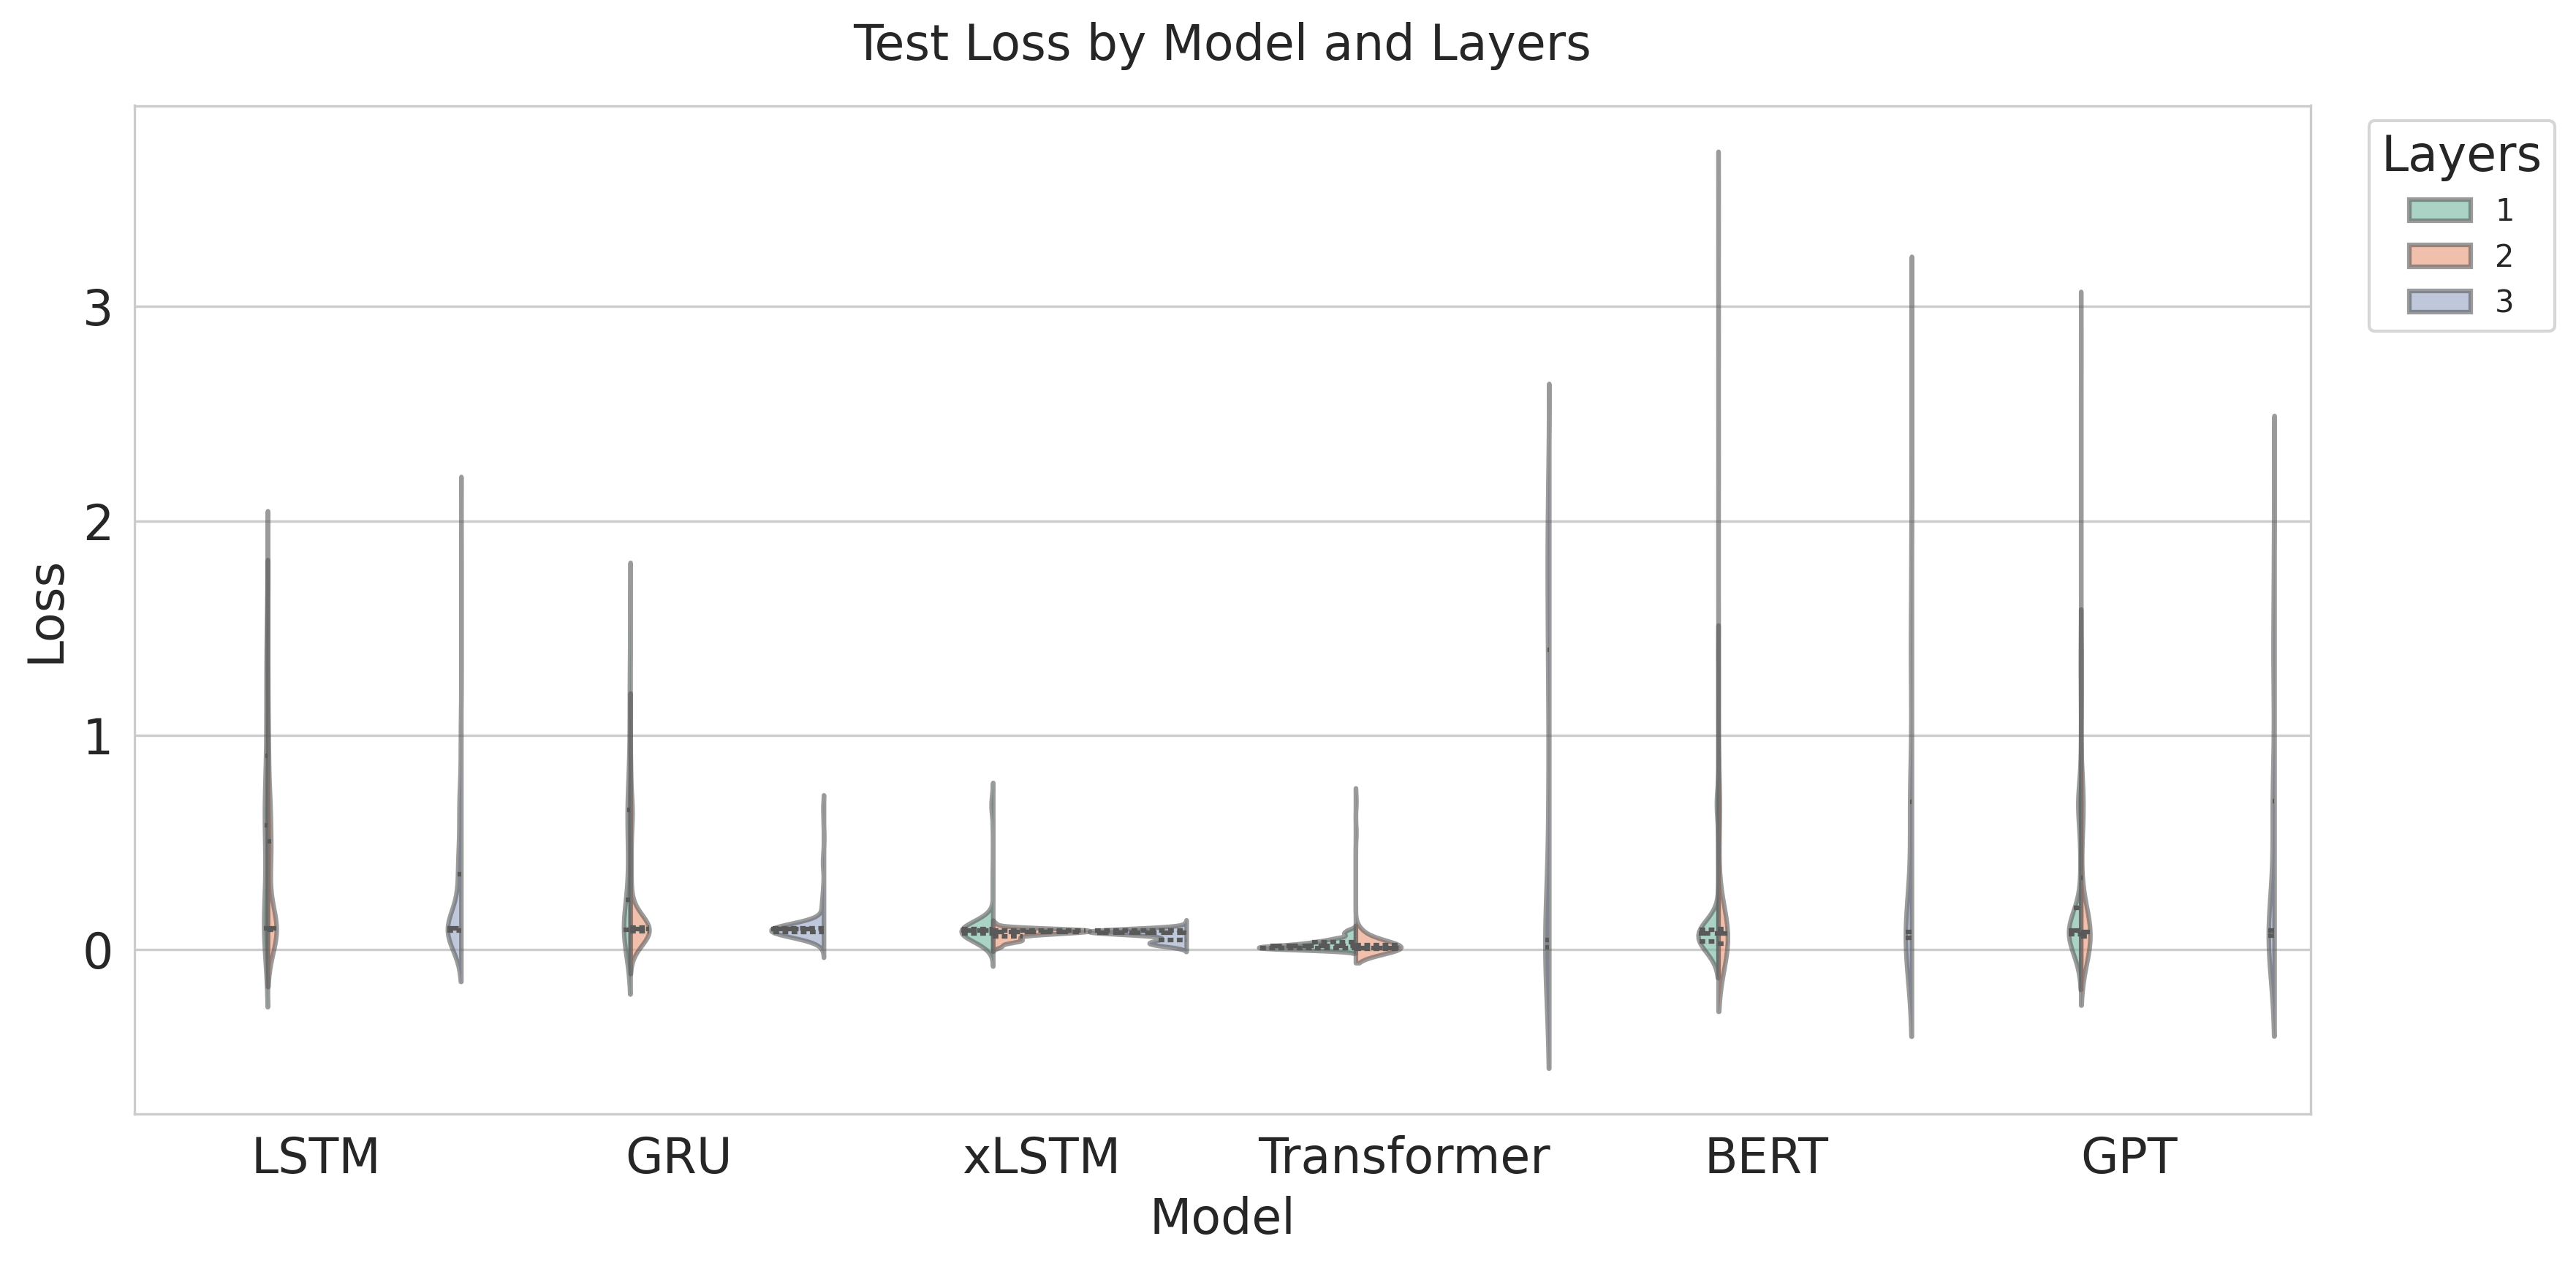 Test Loss by Model and Layers
Layers
1
2
3
3
2
1
0
Loss
LSTM GRU xLSTM Transformer BERT GPT
Model